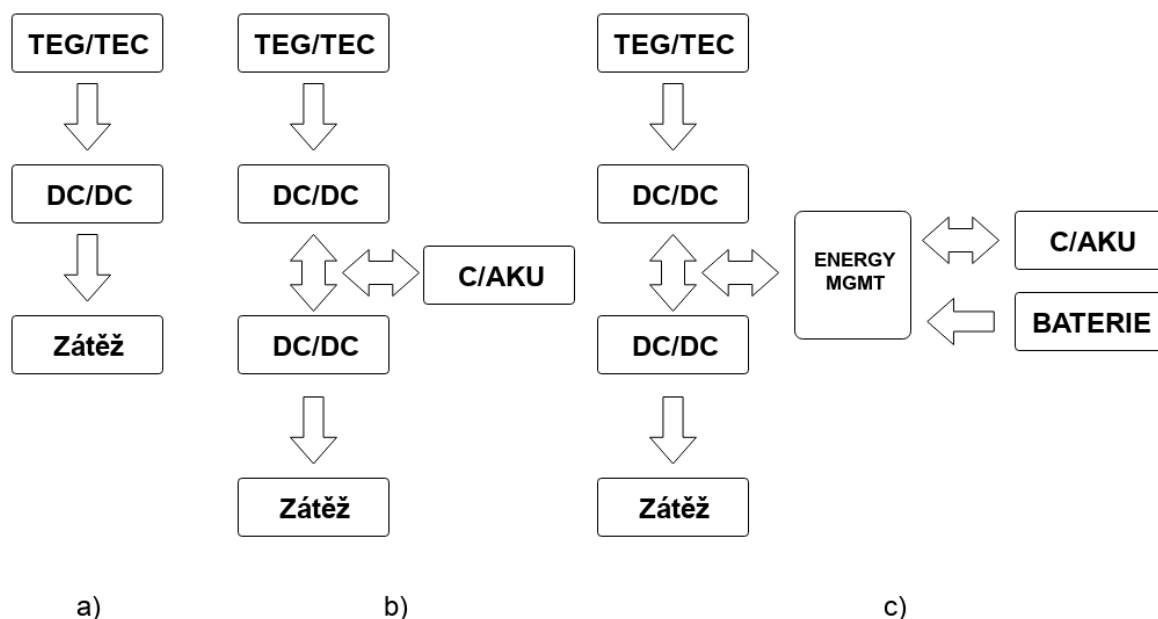 TEG/TEC
DC/DC
Zátěž
a)
TEG/TEC
DC/DC
C/AKU
DC/DC
Zátěž
b)
TEG/TEC
DC/DC
ENERGY
MGMT
C/AKU
BATERIE
DC/DC
Zátěž
c)